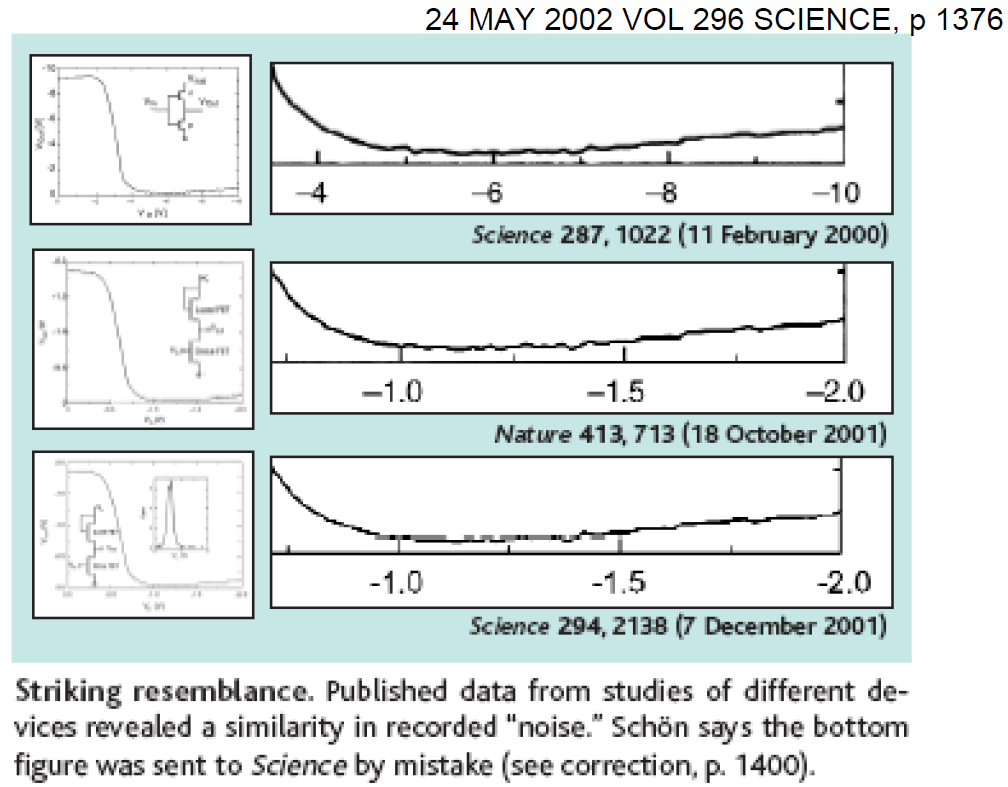 24 MAY 2002 VOL 296 SCIENCE, p 1376
−4 −6 −8 −10
Science 287, 1022 (11 February 2000)
−1.0 −1.5 −2.0
Nature 413, 713 (18 October 2001)
-1.0 -1.5 -2.0
Science 294, 2138 (7 December 2001)
Striking resemblance. Published data from studies of different de-
vices revealed a similarity in recorded “noise.” Schön says the bottom
figure was sent to Science by mistake (see correction, p. 1400).